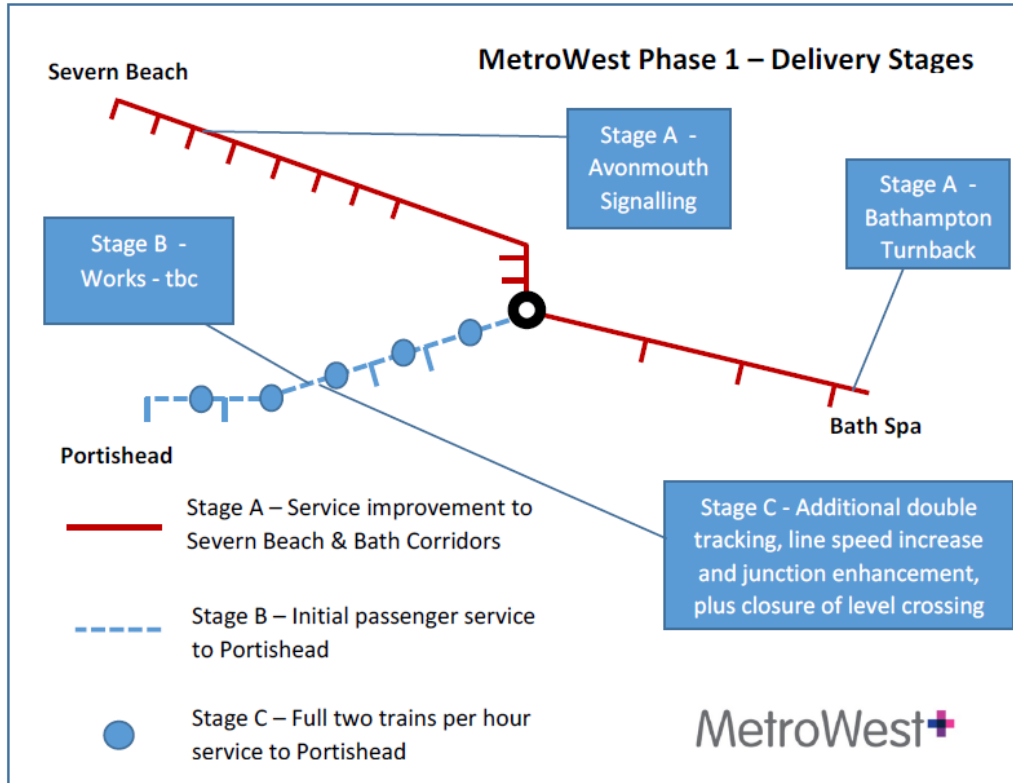 MetroWest Phase 1 – Delivery Stages
Severn Beach
Stage A -
Avonmouth
Signalling
Stage A -
Bathampton
Turnback
Stage B -
Works - tbc
Bath Spa
Portishead
Stage A – Service improvement to
Severn Beach & Bath Corridors
Stage B – Initial passenger service
to Portishead
Stage C – Full two trains per hour
service to Portishead
Stage C - Additional double
tracking, line speed increase
and junction enhancement,
plus closure of level crossing
MetroWest